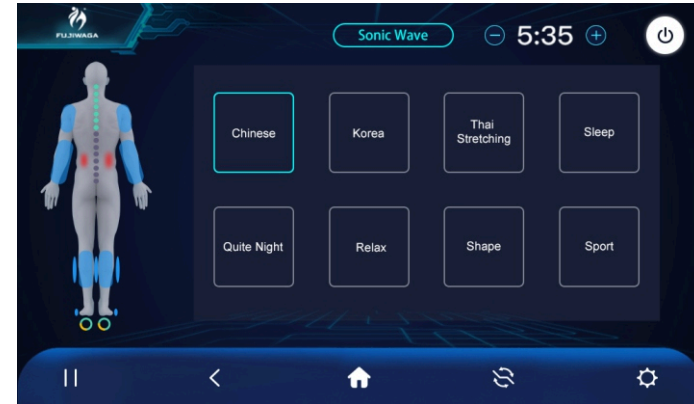 FUJIWAGA
Sonic Wave
5:35
Chinese
Korea
Thai
Stretching
Sleep
Quite Night
Relax
Shape
Sport